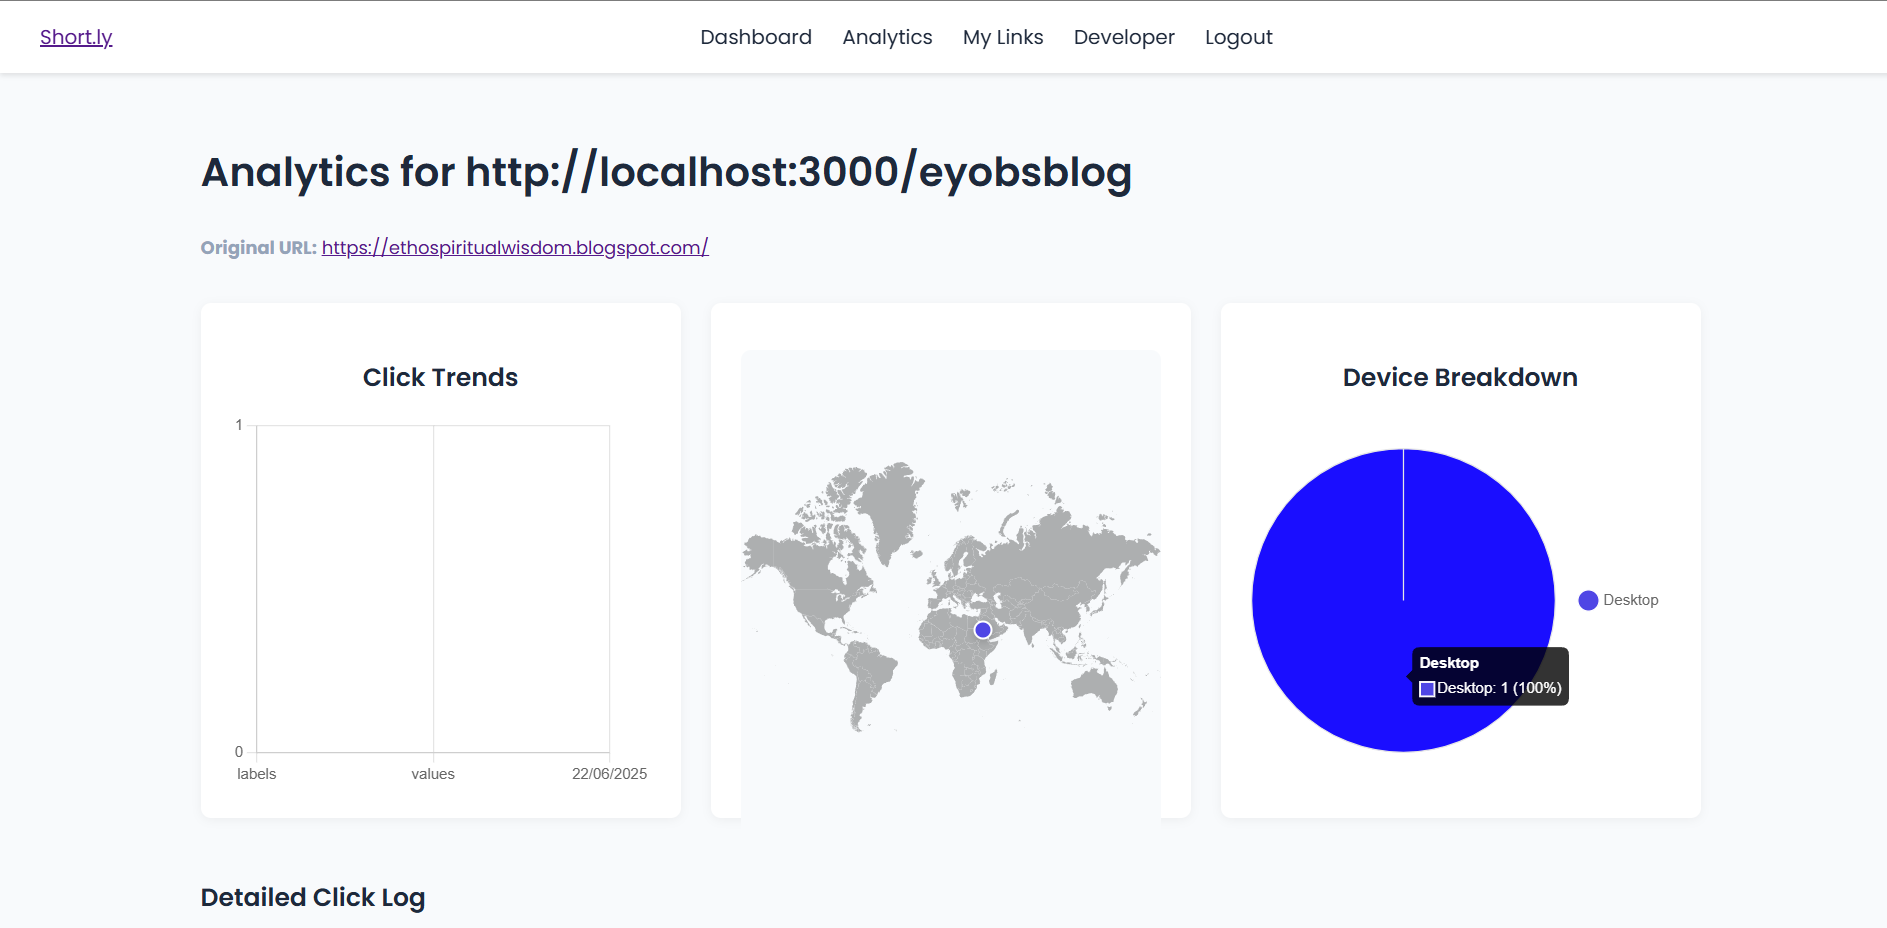 Short.ly
Dashboard Analytics My Links Developer Logout
Analytics for http://localhost:3000/eyobsblog
Original URL: https://ethospiritualwisdom.blogspot.com/
Click Trends
1
0
labels values 22/06/2025
Device Breakdown
Desktop
Desktop
Desktop: 1 (100%)
Detailed Click Log